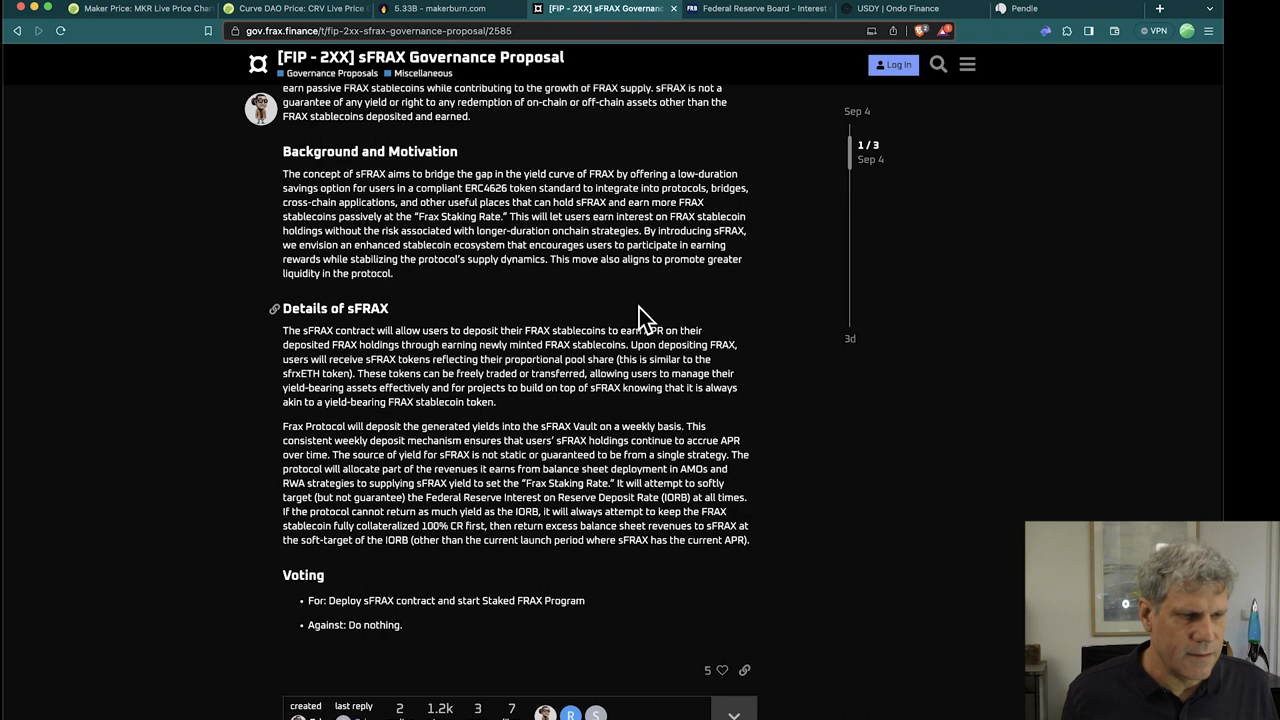 Maker Price: MKR Live Price Char
Curve DAO Price: CRV Live Price
5.33B - makerburn.com
[FIP - 2XX] sFRAX Governanc
Federal Reserve Board - Interest
USDY | Ondo Finance
Pendle
gov.frax.finance/t/fip-2xx-sfrax-governance-proposal/2585
VPN
[FIP - 2XX] sFRAX Governance Proposal
Governance Proposals Miscellaneous
Log In
earn passive FRAX stablecoins while contributing to the growth of FRAX supply. sFRAX is not a
guarantee of any yield or right to any redemption of on-chain or off-chain assets other than the
FRAX stablecoins deposited and earned.
Sep 4
1 / 3
Sep 4
3d
Background and Motivation
The concept of sFRAX aims to bridge the gap in the yield curve of FRAX by offering a low-duration
savings option for users in a compliant ERC4626 token standard to integrate into protocols, bridges,
cross-chain applications, and other useful places that can hold sFRAX and earn more FRAX
stablecoins passively at the “Frax Staking Rate.” This will let users earn interest on FRAX stablecoin
holdings without the risk associated with longer-duration onchain strategies. By introducing sFRAX,
we envision an enhanced stablecoin ecosystem that encourages users to participate in earning
rewards while stabilizing the protocol’s supply dynamics. This move also aligns to promote greater
liquidity in the protocol.
Details of sFRAX
The sFRAX contract will allow users to deposit their FRAX stablecoins to earn APR on their
deposited FRAX holdings through earning newly minted FRAX stablecoins. Upon depositing FRAX,
users will receive sFRAX tokens reflecting their proportional pool share (this is similar to the
sfrxETH token). These tokens can be freely traded or transferred, allowing users to manage their
yield-bearing assets effectively and for projects to build on top of sFRAX knowing that it is always
akin to a yield-bearing FRAX stablecoin token.
Frax Protocol will deposit the generated yields into the sFRAX Vault on a weekly basis. This
consistent weekly deposit mechanism ensures that users’ sFRAX holdings continue to accrue APR
over time. The source of yield for sFRAX is not static or guaranteed to be from a single strategy. The
protocol will allocate part of the revenues it earns from balance sheet deployment in AMOs and
RWA strategies to supplying sFRAX yield to set the “Frax Staking Rate.” It will attempt to softly
target (but not guarantee) the Federal Reserve Interest on Reserve Deposit Rate (IORB) at all times.
If the protocol cannot return as much yield as the IORB, it will always attempt to keep the FRAX
stablecoin fully collateralized 100% CR first, then return excess balance sheet revenues to sFRAX at
the soft-target of the IORB (other than the current launch period where sFRAX has the current APR).
Voting
• For: Deploy sFRAX contract and start Staked FRAX Program
• Against: Do nothing.
5
created last reply 2 1.2k 3 7
R S